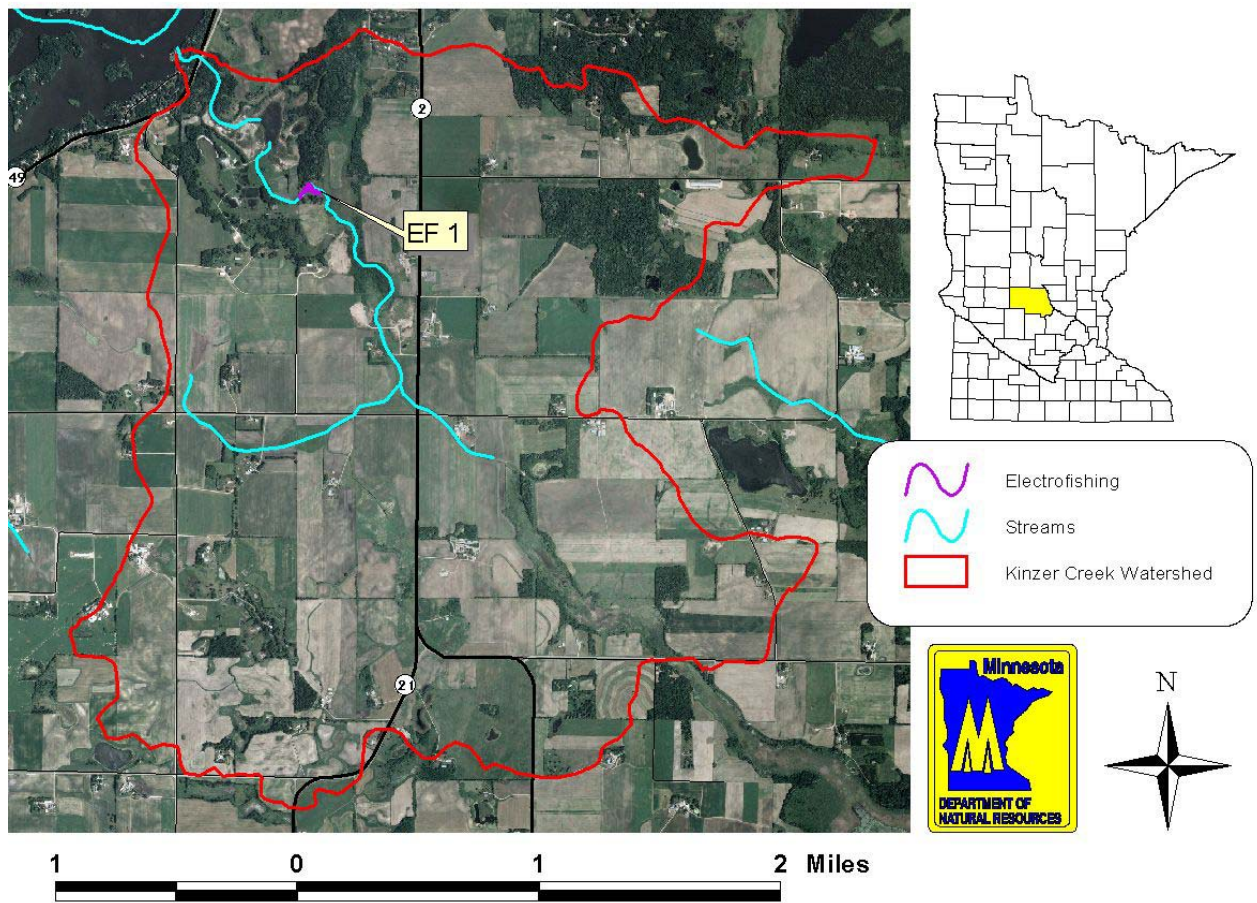 2
49
EF 1
21
Electrofishing
Streams
Kinzer Creek Watershed
Minnesota
M
DEPARTMENT OF
NATURAL RESOURCES
N
1 0 1 2 Miles